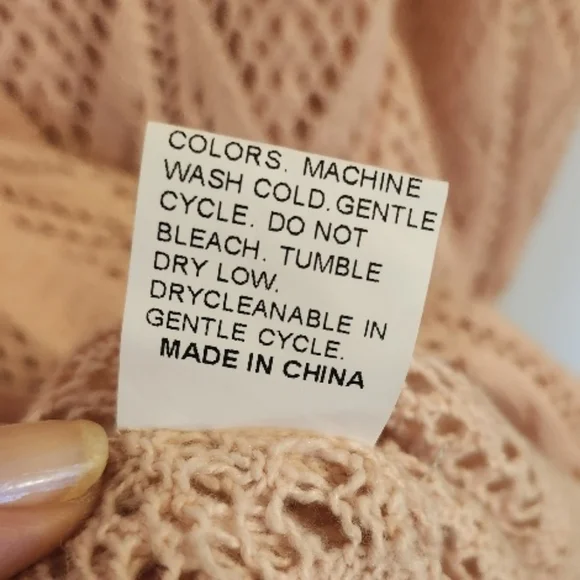 COLORS. MACHINE
WASH COLD.GENTLE
CYCLE. DO NOT
BLEACH. TUMBLE
DRY LOW.
DRYCLEANABLE IN
GENTLE CYCLE.
MADE IN CHINA